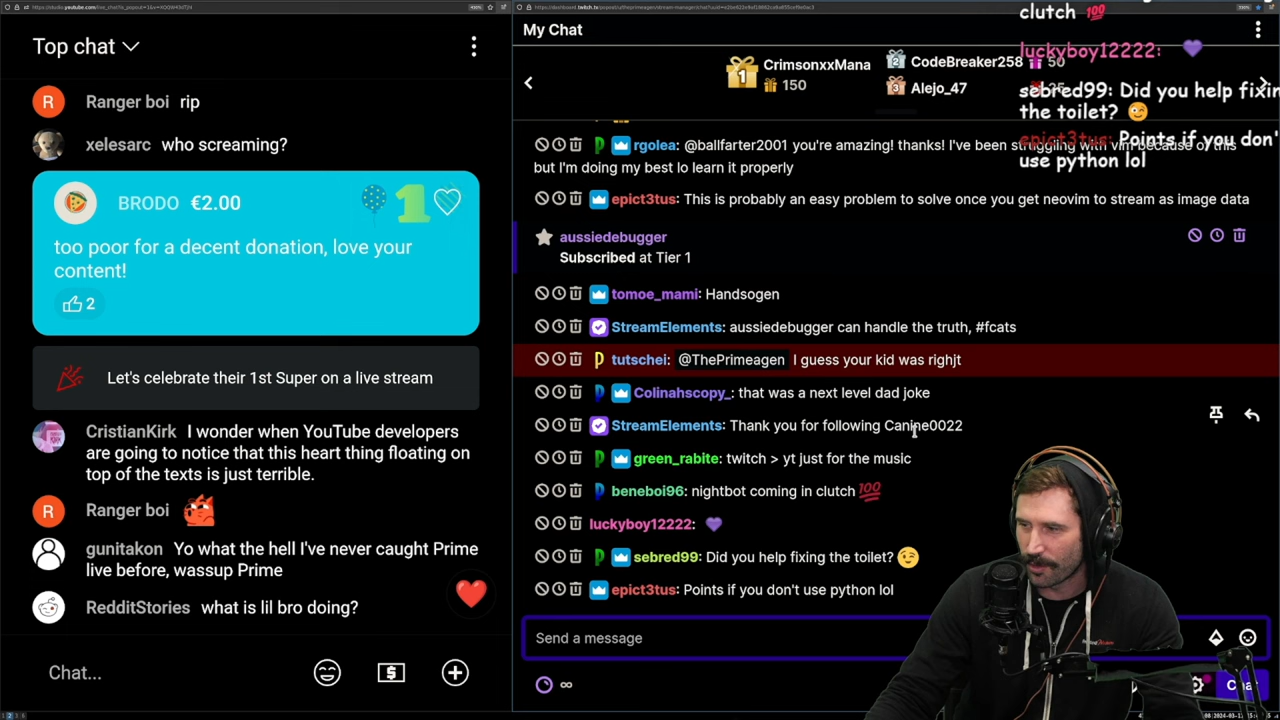 Top chat
Ranger boi rip
xelesarc who screaming?
BRODO €2.00
too poor for a decent donation, love your
content!
2
Let's celebrate their 1st Super on a live stream
CristianKirk I wonder when YouTube developers
are going to notice that this heart thing floating on
top of the texts is just terrible.
Ranger boi
gunitakon Yo what the hell I've never caught Prime
live before, wassup Prime
RedditStories what is lil bro doing?
Chat...
My Chat
1 CrimsonxxMana
150
2 CodeBreaker258 50
3 Alejo_47
rgolea: @ballfarter2001 you're amazing! thanks! I've been struggling with vim because of this
but I'm doing my best lo learn it properly
epict3tus: This is probably an easy problem to solve once you get neovim to stream as image data
aussiedebugger
Subscribed at Tier 1
tomoe_mami: Handsogen
StreamElements: aussiedebugger can handle the truth, #fcats
tutschei: @ThePrimeagen I guess your kid was righjt
Colinahscopy_: that was a next level dad joke
StreamElements: Thank you for following Canine0022
green_rabite: twitch > yt just for the music
beneboi96: nightbot coming in clutch 💯
luckyboy12222: 💜
sebred99: Did you help fixing the toilet? 😉
epict3tus: Points if you don't use python lol
Send a message
clutch 💯
luckyboy12222: 💜
sebred99: Did you help fixin
the toilet? 😉
epict3tus: Points if you don'
use python lol